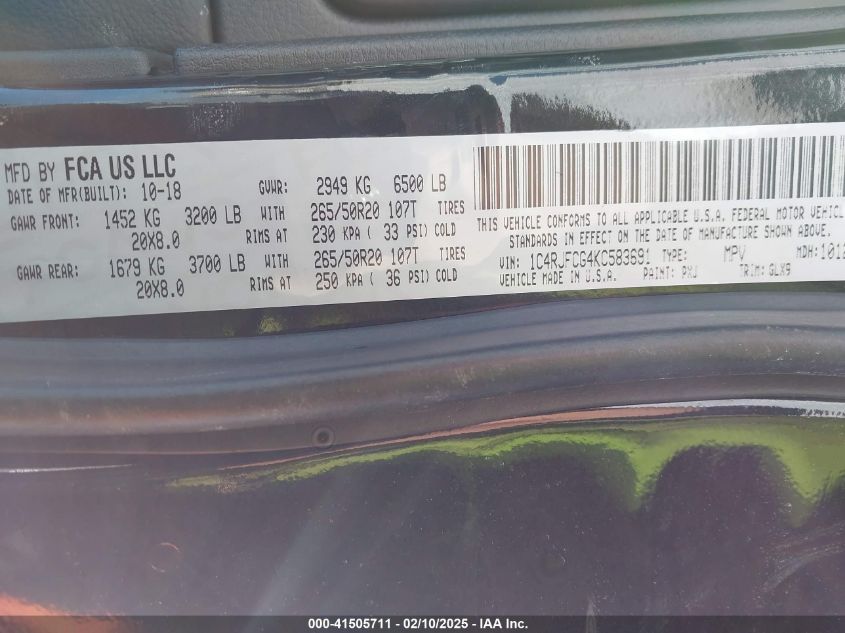 MFD BY FCA US LLC
DATE OF MFR(BUILT): 10-18 GVWR: 2949 KG 6500 LB
GAWR FRONT: 1452 KG 3200 LB WITH 265/50R20 107T TIRES
20X8.0 RIMS AT 230 KPA ( 33 PSI) COLD
GAWR REAR: 1679 KG 3700 LB WITH 265/50R20 107T TIRES
20X8.0 RIMS AT 250 KPA ( 36 PSI) COLD
THIS VEHICLE CONFORMS TO ALL APPLICABLE U.S.A. FEDERAL MOTOR VEHICL
STANDARDS IN EFFECT ON THE DATE OF MANUFACTURE SHOWN ABOVE.
VIN: 1C4RJFCG4KC583691 TYPE: MPV MDH: 1012
VEHICLE MADE IN U.S.A. PAINT: PXJ TRIM: GLX9
000-41505711 - 02/10/2025 - IAA Inc.